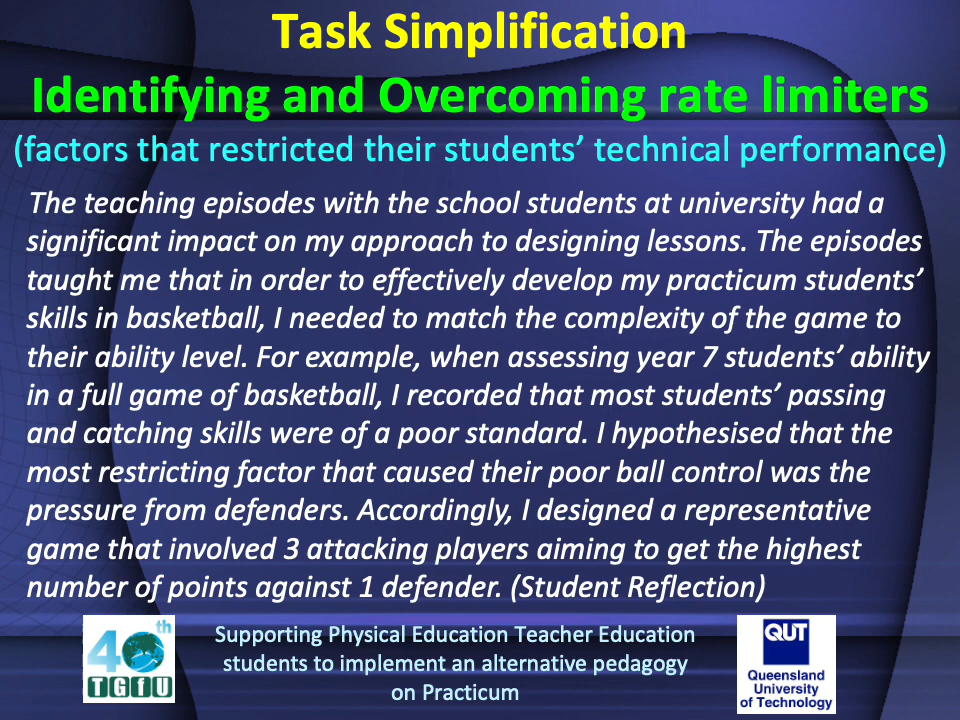 Task Simplification
Identifying and Overcoming rate limiters
(factors that restricted their students’ technical performance)
The teaching episodes with the school students at university had a
significant impact on my approach to designing lessons. The episodes
taught me that in order to effectively develop my practicum students’
skills in basketball, I needed to match the complexity of the game to
their ability level. For example, when assessing year 7 students’ ability
in a full game of basketball, I recorded that most students’ passing
and catching skills were of a poor standard. I hypothesised that the
most restricting factor that caused their poor ball control was the
pressure from defenders. Accordingly, I designed a representative
game that involved 3 attacking players aiming to get the highest
number of points against 1 defender. (Student Reflection)
40th
TGfU
Supporting Physical Education Teacher Education
students to implement an alternative pedagogy
on Practicum
QUT
Queensland
University
of Technology